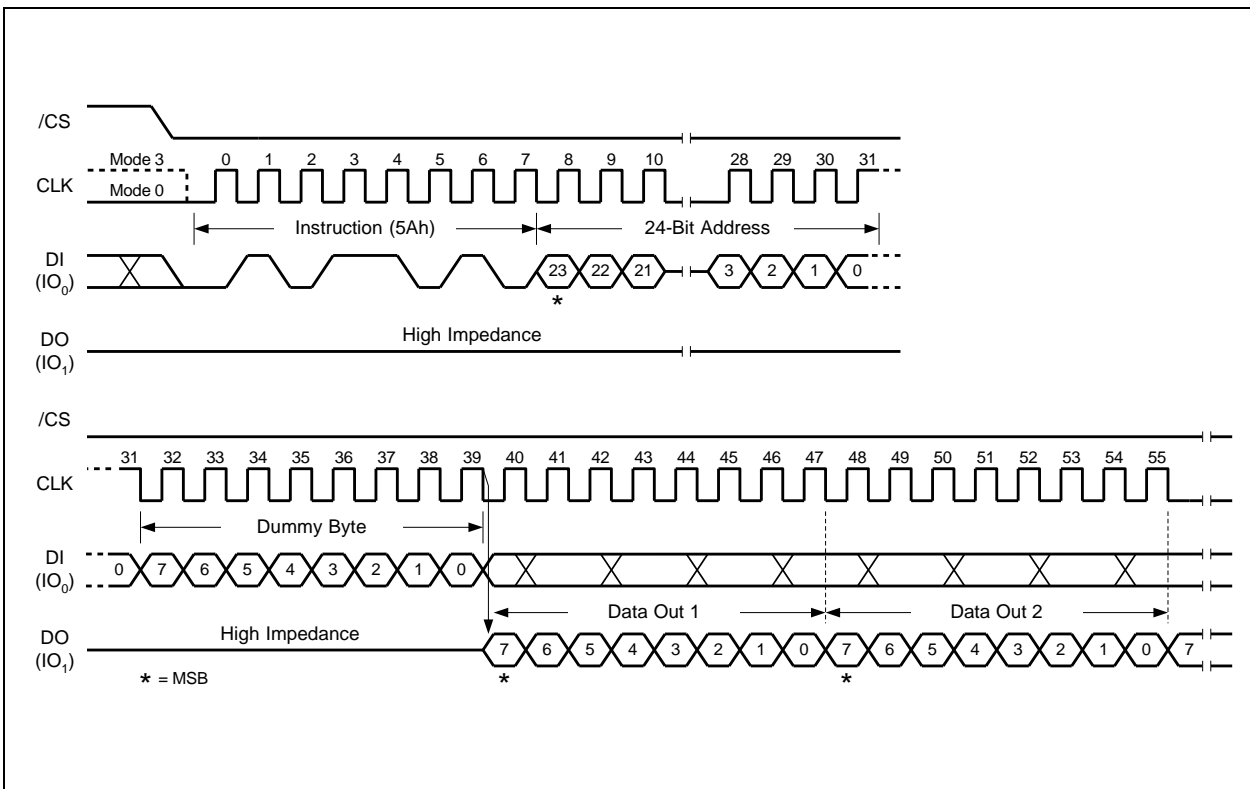 /CS
Mode 3 0 1 2 3 4 5 6 7 8 9 10 28 29 30 31
CLK
Mode 0
Instruction (5Ah) 24-Bit Address
DI
(IO0)
23 22 21 3 2 1 0
*
High Impedance
DO
(IO1)
/CS
31 32 33 34 35 36 37 38 39 40 41 42 43 44 45 46 47 48 49 50 51 52 53 54 55
CLK
Dummy Byte
DI
(IO0)
0 7 6 5 4 3 2 1 0
Data Out 1 Data Out 2
DO
(IO1)
High Impedance
7 6 5 4 3 2 1 0 7 6 5 4 3 2 1 0 7
* = MSB * *